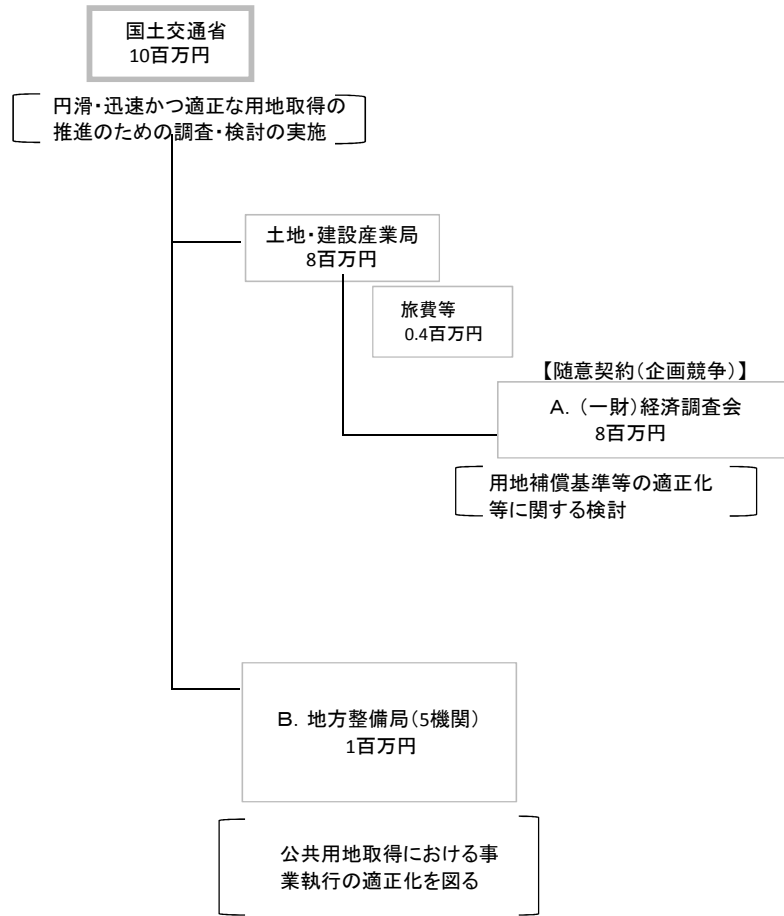 国土交通省
10百万円
円滑・迅速かつ適正な用地取得の
推進のための調査・検討の実施
土地・建設産業局
8百万円
旅費等
0.4百万円
【随意契約（企画競争）】
A. （一財）経済調査会
8百万円
用地補償基準等の適正化
等に関する検討
B. 地方整備局（5機関）
1百万円
公共用地取得における事
業執行の適正化を図る